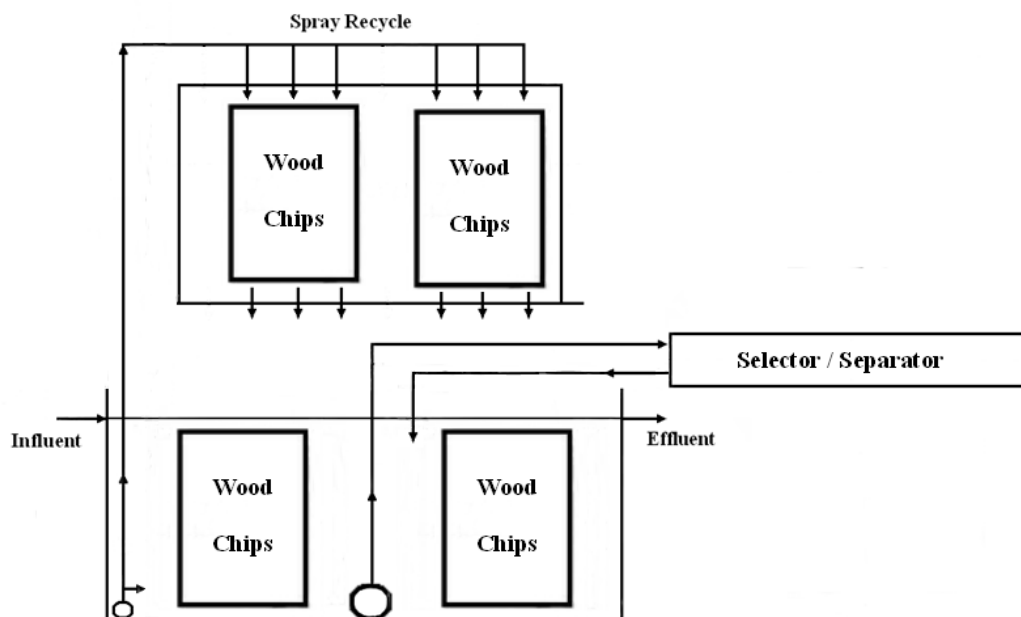 Spray Recycle
Wood
Chips
Wood
Chips
Selector / Separator
Influent
Effluent
Wood
Chips
Wood
Chips